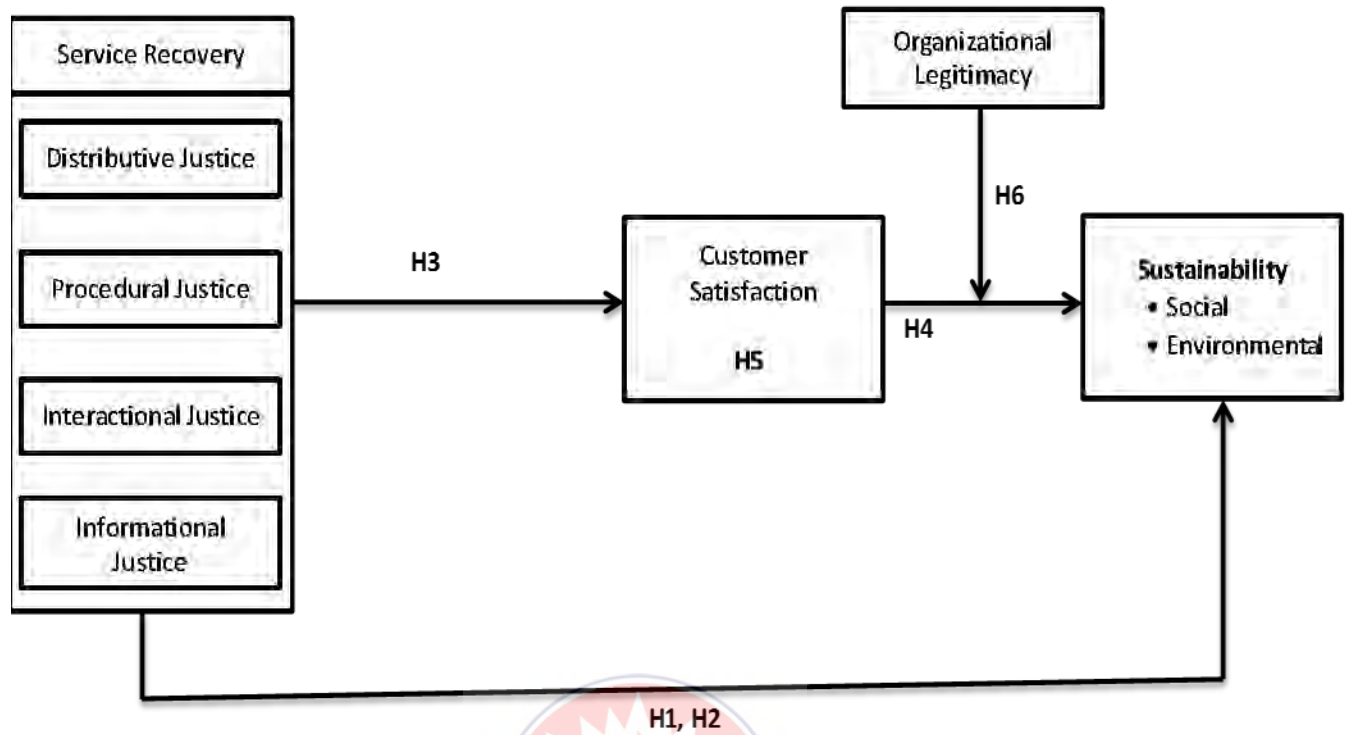 Service Recovery
Distributive Justice
Procedural Justice
Interactional Justice
Informational
Justice
H3
Customer
Satisfaction
H5
Organizational
Legitimacy
H6
H4
Sustainability
• Social
• Environmental
H1, H2